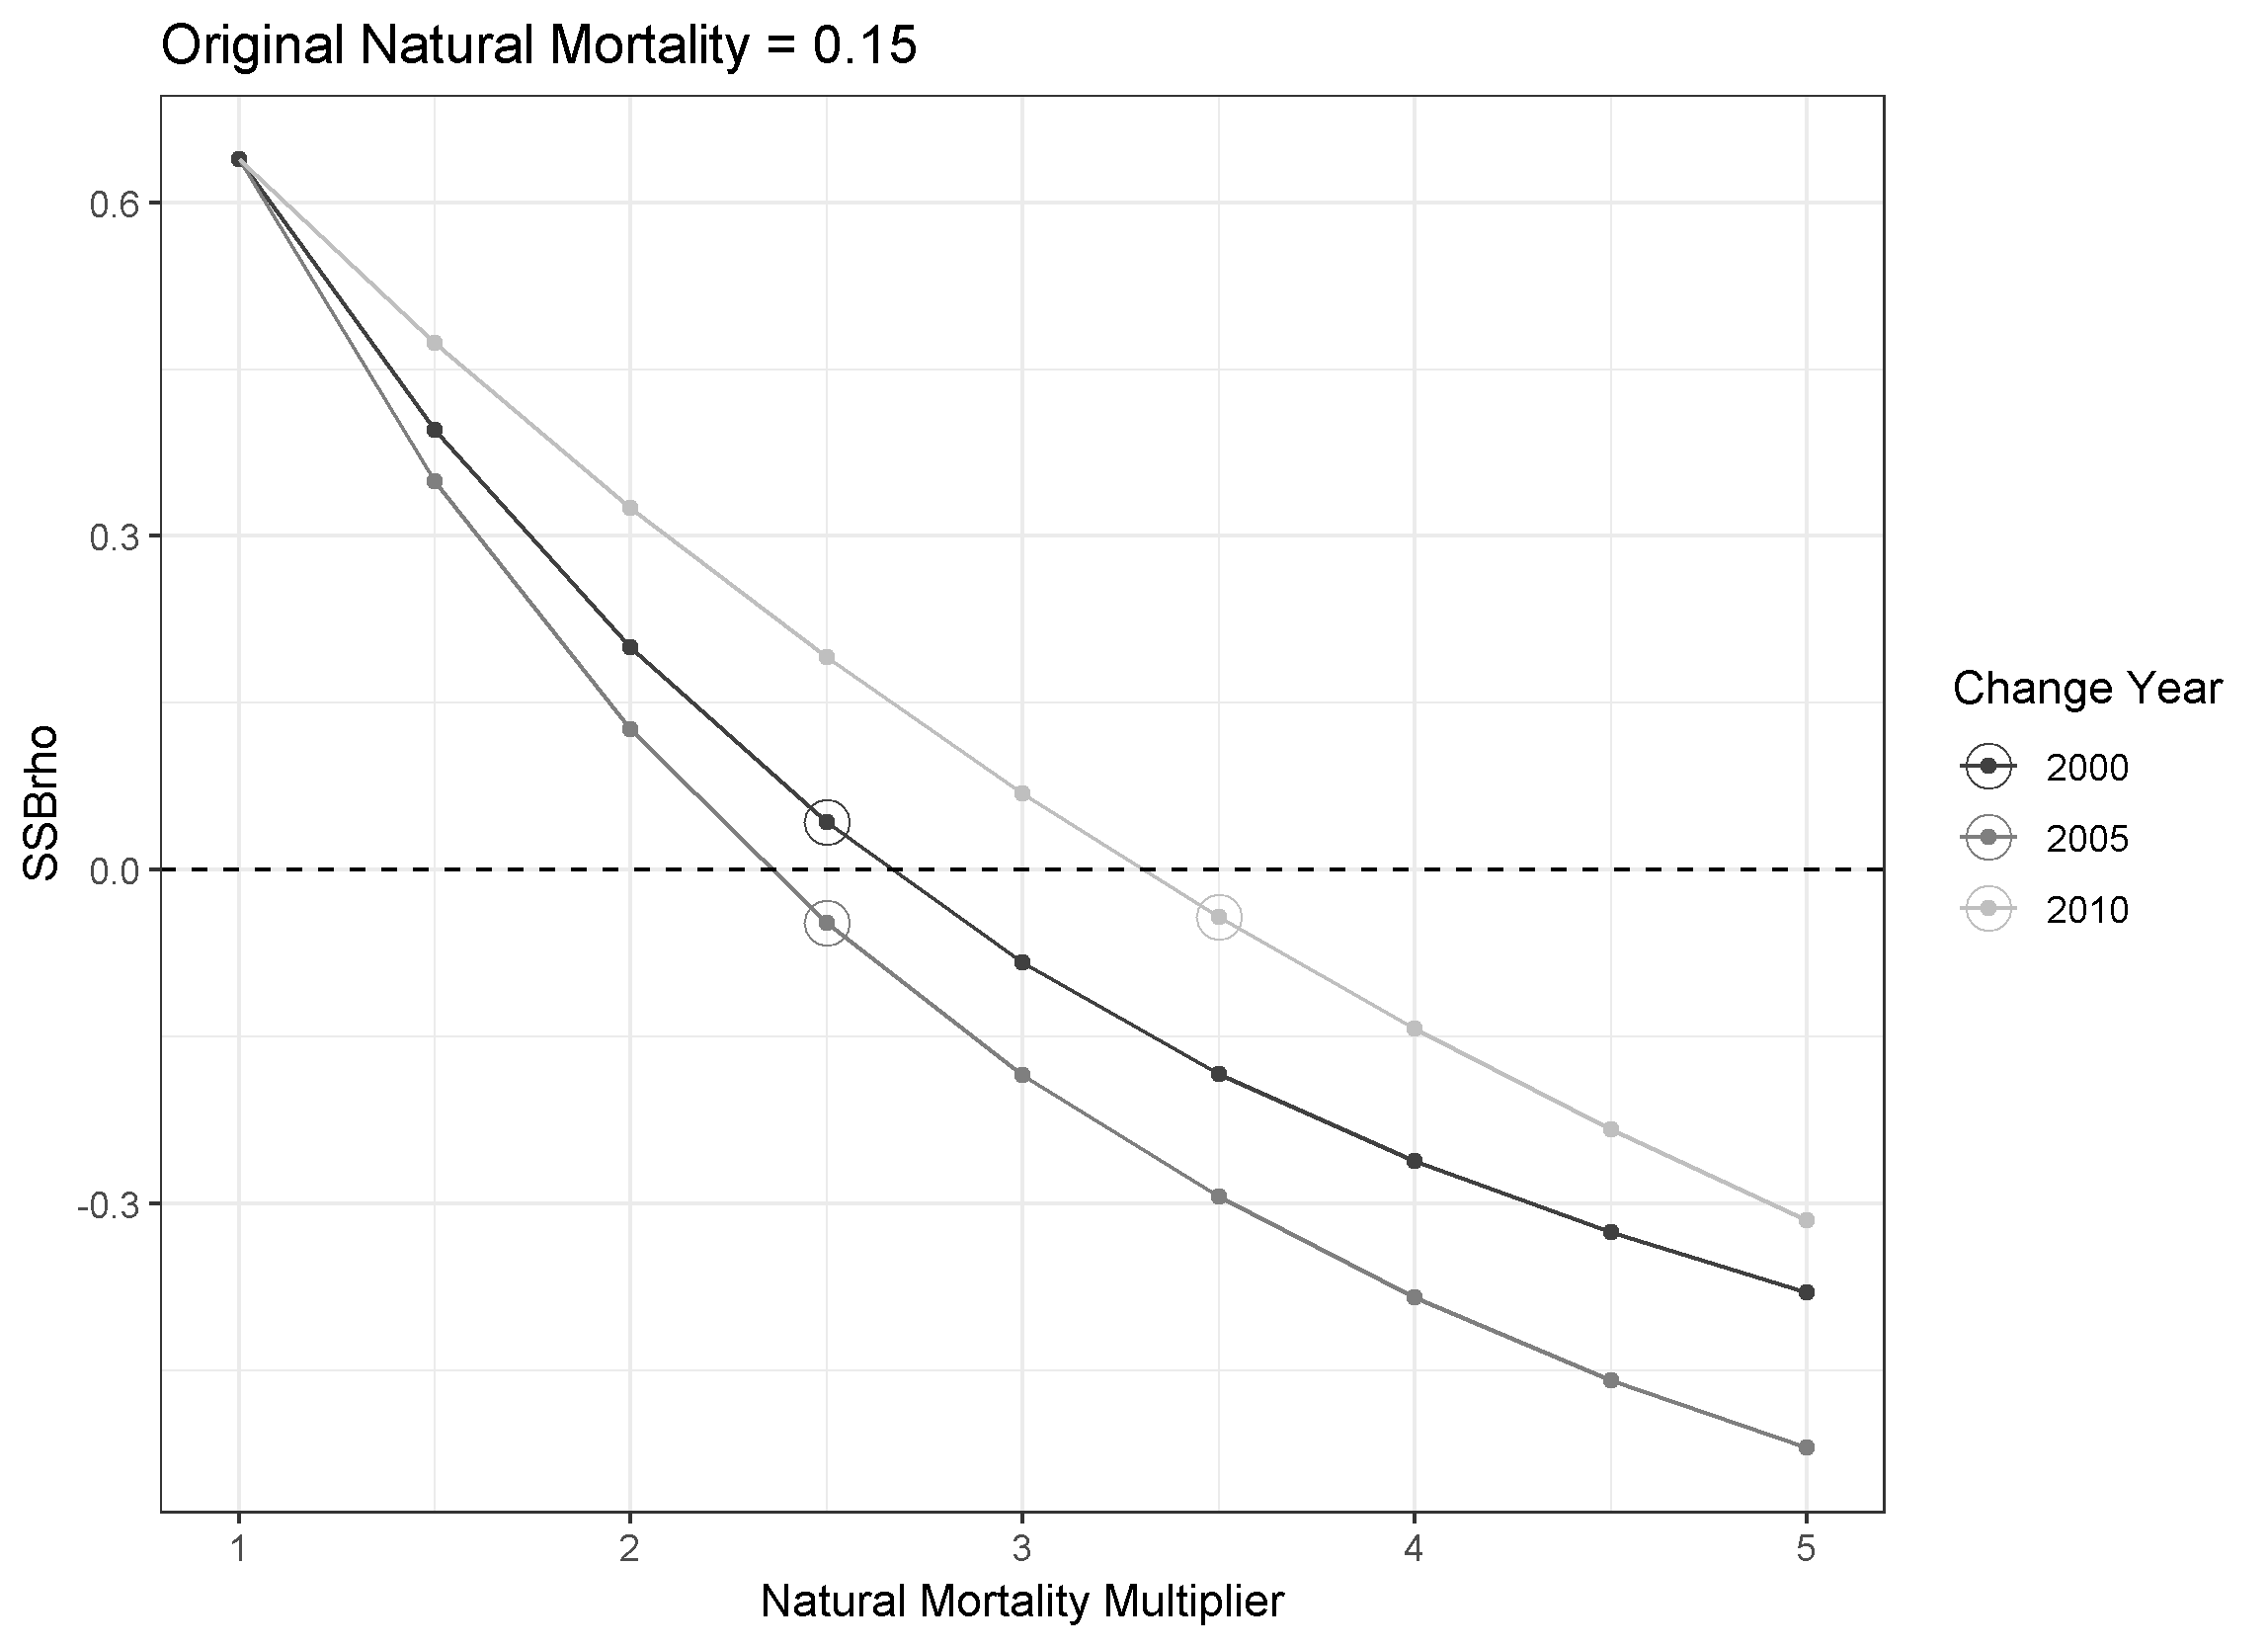 Original Natural Mortality = 0.15
0.6
0.3
0.0
-0.3
SSBrho
1 2 3 4 5
Natural Mortality Multiplier
Change Year
2000
2005
2010